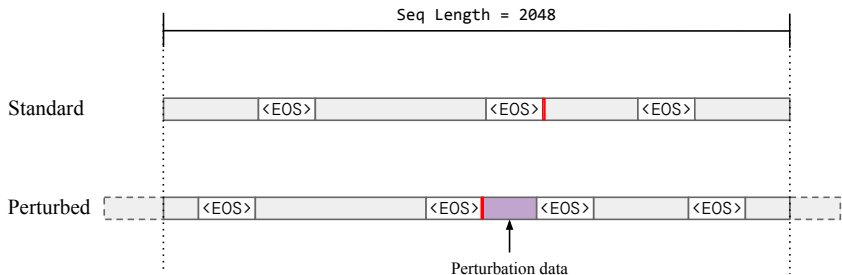 Seq Length = 2048
Standard
<EOS> <EOS> <EOS>
Perturbed
<EOS> <EOS> <EOS> <EOS>
Perturbation data